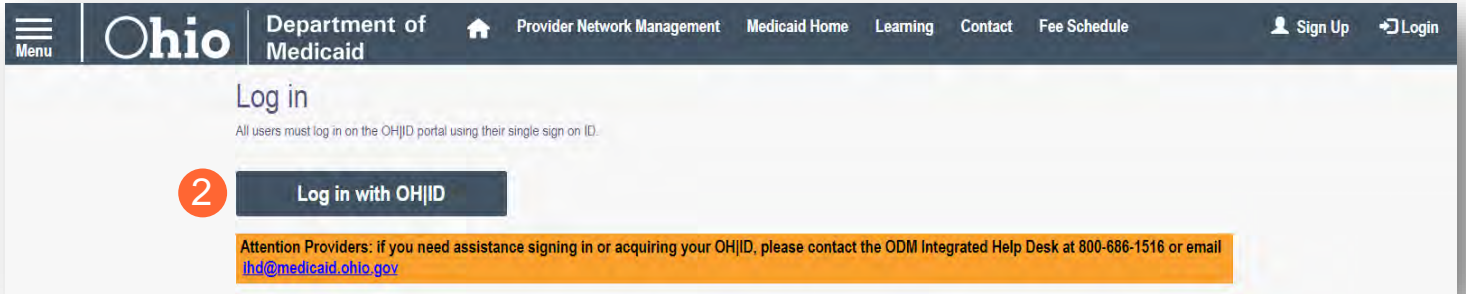 Menu
Ohio
Department of
Medicaid
Provider Network Management Medicaid Home Learning Contact Fee Schedule
Sign Up Login
Log in
All users must log in on the OH|ID portal using their single sign on ID.
2
Log in with OH|ID
Attention Providers: if you need assistance signing in or acquiring your OH|ID, please contact the ODM Integrated Help Desk at 800-686-1516 or email
ihd@medicaid.ohio.gov